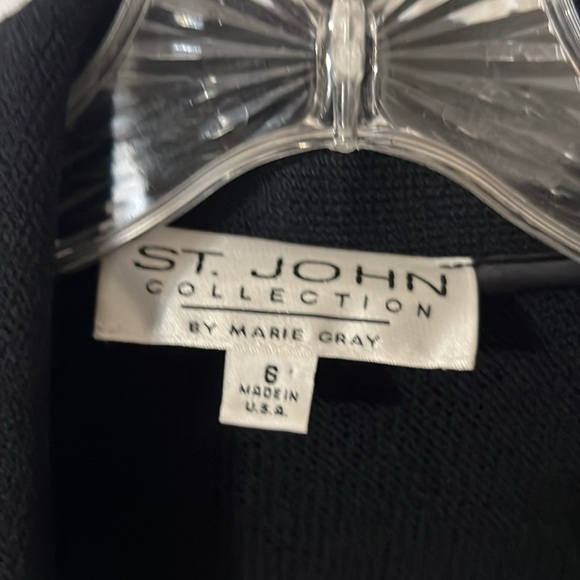 ST. JOHN
COLLECTION
BY MARIE GRAY
6
MADE IN
U.S.A.